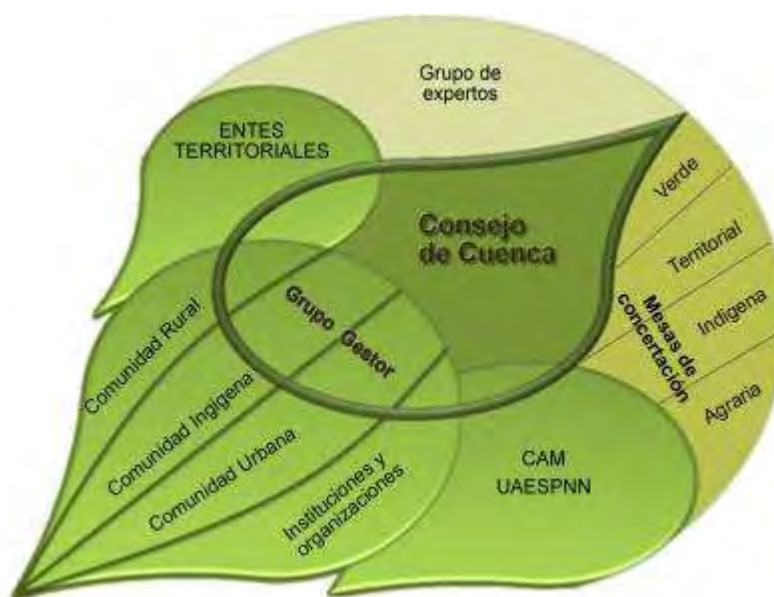 Grupo de
expertos
ENTES
TERRITORIALES
Consejo
de Cuenca
Verde
Territorial
Indigena
Agraria
Mesas de
concertación
Grupo Gestor
Comunidad Rural
Comunidad Ingigena
Comunidad Urbana
Instituciones y
organizaciones
CAM
UAESPNN